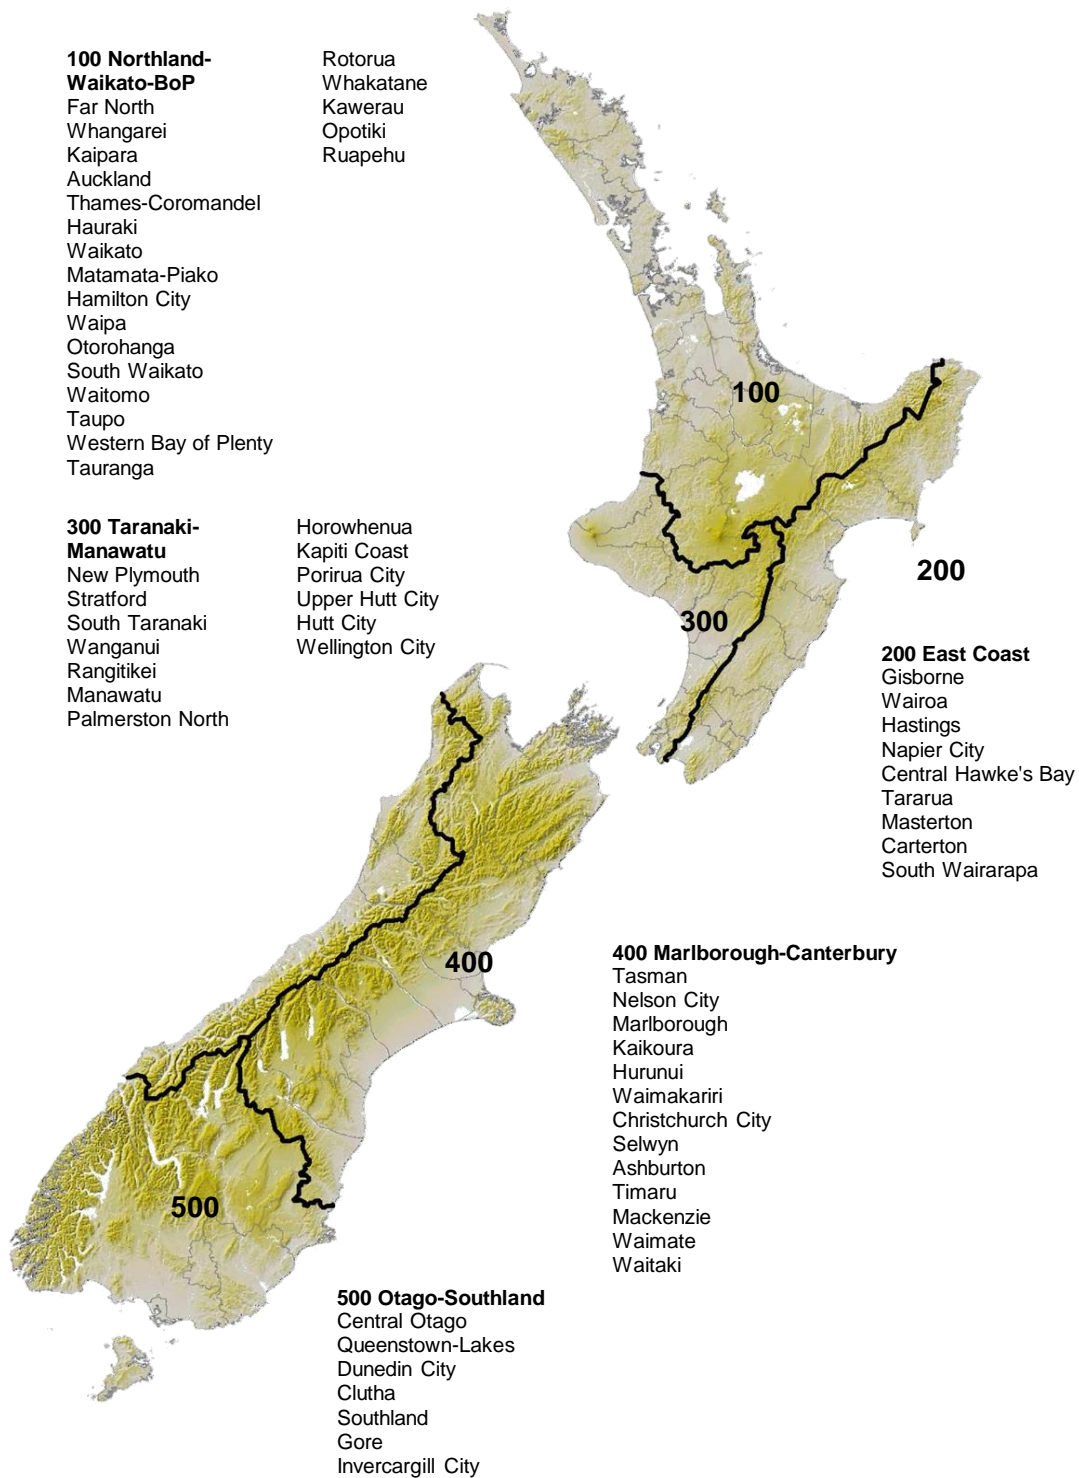 100 Northland-
Waikato-BoP
Far North
Whangarei
Kaipara
Auckland
Thames-Coromandel
Hauraki
Waikato
Matamata-Piako
Hamilton City
Waipa
Otorohanga
South Waikato
Waitomo
Taupo
Western Bay of Plenty
Tauranga
Rotorua
Whakatane
Kawerau
Opotiki
Ruapehu
100
200
300
300 Taranaki-
Manawatu
New Plymouth
Stratford
South Taranaki
Wanganui
Rangitikei
Manawatu
Palmerston North
Horowhenua
Kapiti Coast
Porirua City
Upper Hutt City
Hutt City
Wellington City
200 East Coast
Gisborne
Wairoa
Hastings
Napier City
Central Hawke's Bay
Tararua
Masterton
Carterton
South Wairarapa
400
400 Marlborough-Canterbury
Tasman
Nelson City
Marlborough
Kaikoura
Hurunui
Waimakariri
Christchurch City
Selwyn
Ashburton
Timaru
Mackenzie
Waimate
Waitaki
500
500 Otago-Southland
Central Otago
Queenstown-Lakes
Dunedin City
Clutha
Southland
Gore
Invercargill City